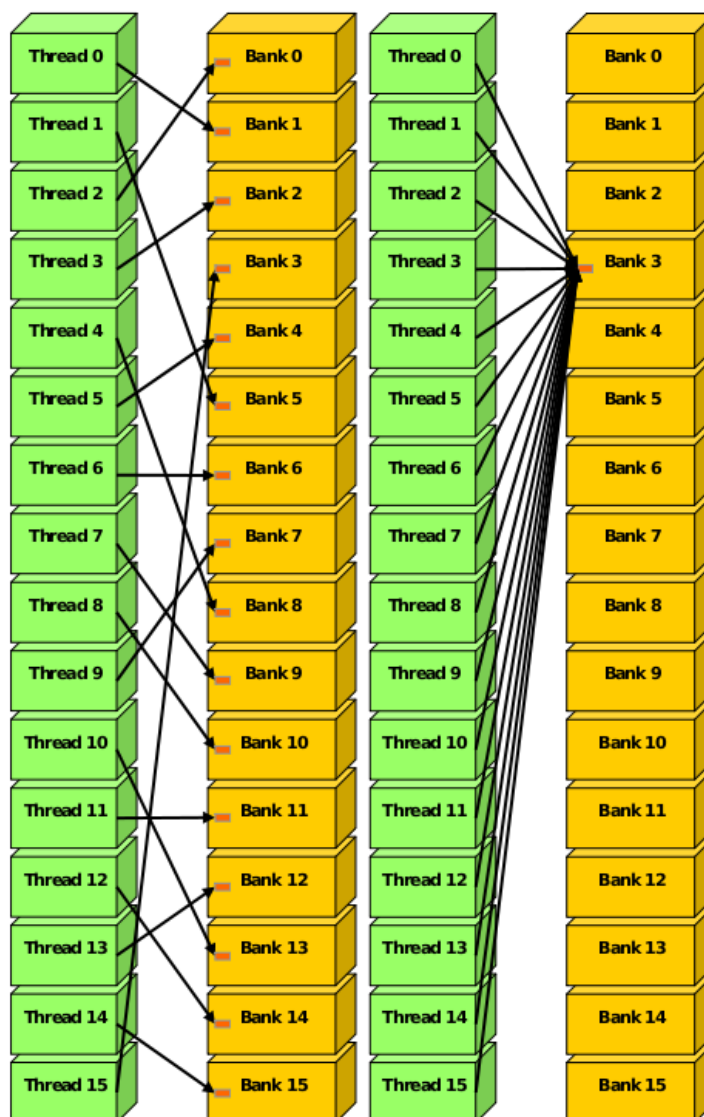 Thread 0 Bank 0 Thread 0 Bank 0
Thread 1 Bank 1 Thread 1 Bank 1
Thread 2 Bank 2 Thread 2 Bank 2
Thread 3 Bank 3 Thread 3 Bank 3
Thread 4 Bank 4 Thread 4 Bank 4
Thread 5 Bank 5 Thread 5 Bank 5
Thread 6 Bank 6 Thread 6 Bank 6
Thread 7 Bank 7 Thread 7 Bank 7
Thread 8 Bank 8 Thread 8 Bank 8
Thread 9 Bank 9 Thread 9 Bank 9
Thread 10 Bank 10 Thread 10 Bank 10
Thread 11 Bank 11 Thread 11 Bank 11
Thread 12 Bank 12 Thread 12 Bank 12
Thread 13 Bank 13 Thread 13 Bank 13
Thread 14 Bank 14 Thread 14 Bank 14
Thread 15 Bank 15 Thread 15 Bank 15